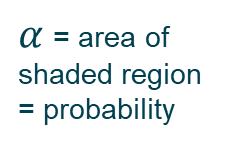 α = area of
shaded region
= probability